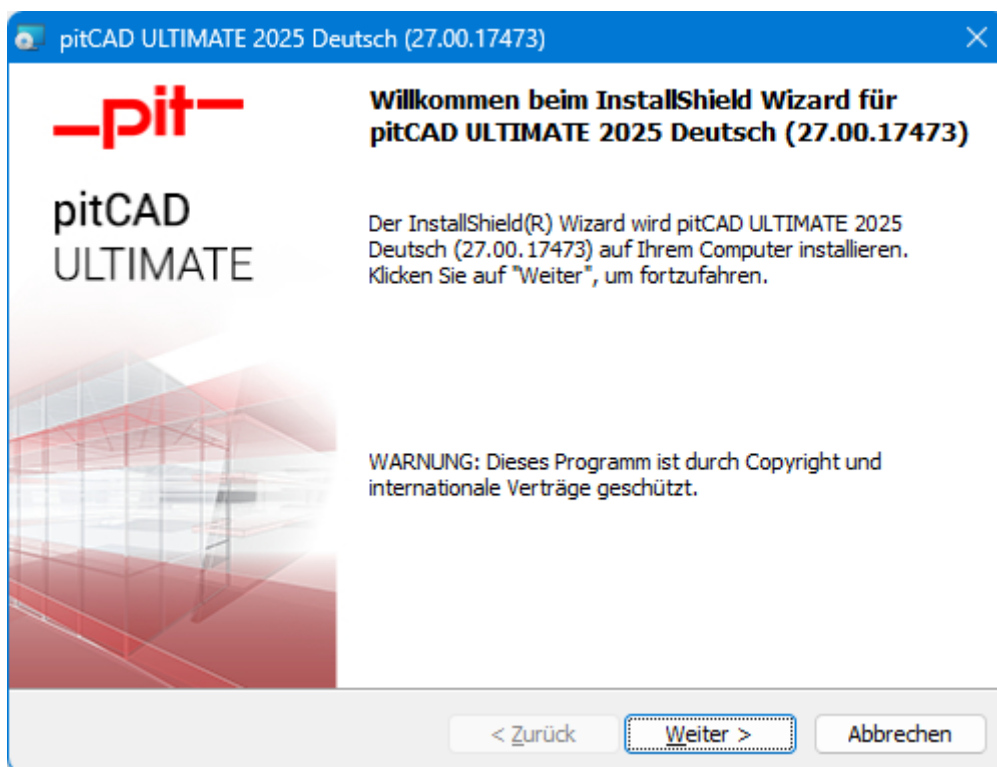 pitCAD ULTIMATE 2025 Deutsch (27.00.17473)
pit
pitCAD
ULTIMATE
Willkommen beim InstallShield Wizard für
pitCAD ULTIMATE 2025 Deutsch (27.00.17473)
Der InstallShield(R) Wizard wird pitCAD ULTIMATE 2025
Deutsch (27.00.17473) auf Ihrem Computer installieren.
Klicken Sie auf "Weiter", um fortzufahren.
WARNUNG: Dieses Programm ist durch Copyright und
internationale Verträge geschützt.
< Zurück
Weiter >
Abbrechen